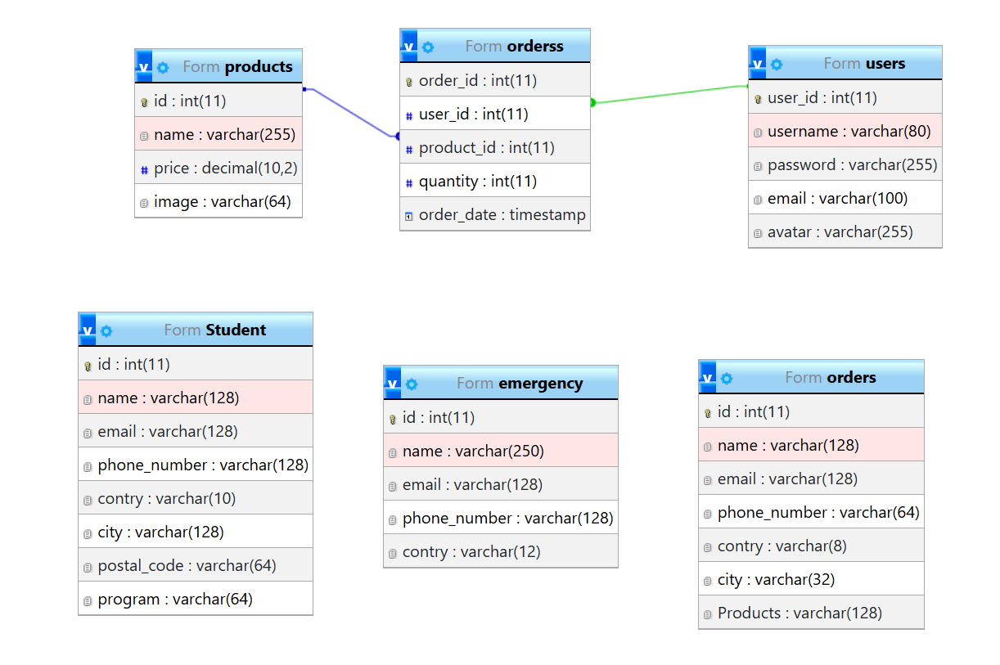 v Form products
id : int(11)
name : varchar(255)
price : decimal(10,2)
image : varchar(64)
v Form orderss
order_id : int(11)
user_id : int(11)
product_id : int(11)
quantity : int(11)
order_date : timestamp
v Form users
user_id : int(11)
username : varchar(80)
password : varchar(255)
email : varchar(100)
avatar : varchar(255)
v Form Student
id : int(11)
name : varchar(128)
email : varchar(128)
phone_number : varchar(128)
contry : varchar(10)
city : varchar(128)
postal_code : varchar(64)
program : varchar(64)
v Form emergency
id : int(11)
name : varchar(250)
email : varchar(128)
phone_number : varchar(128)
contry : varchar(12)
v Form orders
id : int(11)
name : varchar(128)
email : varchar(128)
phone_number : varchar(64)
contry : varchar(8)
city : varchar(32)
Products : varchar(128)